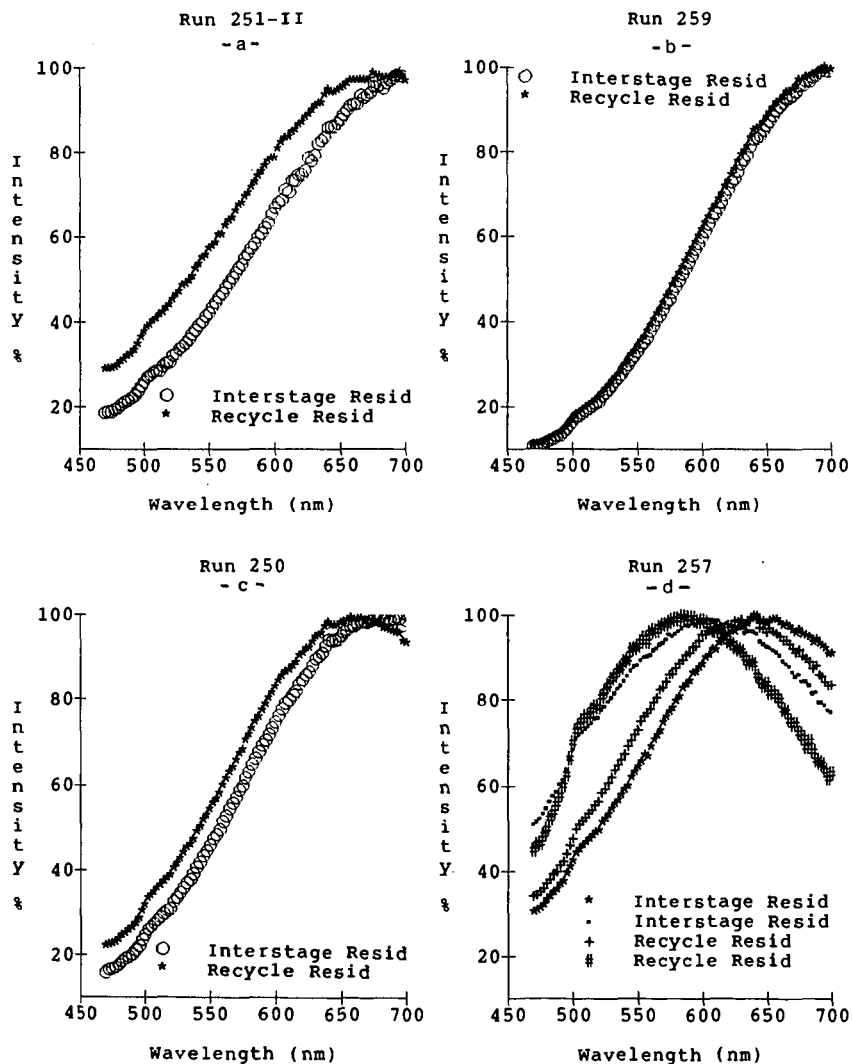 Run 251-II
-a-
Intensity %
100
80
60
40
20
Interstage Resid
Recycle Resid
450 500 550 600 650 700
Wavelength (nm)
Run 259
-b-
Intensity %
100
80
60
40
20
Interstage Resid
Recycle Resid
450 500 550 600 650 700
Wavelength (nm)
Run 250
-c-
Intensity %
100
80
60
40
20
Interstage Resid
Recycle Resid
450 500 550 600 650 700
Wavelength (nm)
Run 257
-d-
Intensity %
100
80
60
40
20
Interstage Resid
Interstage Resid
Recycle Resid
Recycle Resid
450 500 550 600 650 700
Wavelength (nm)